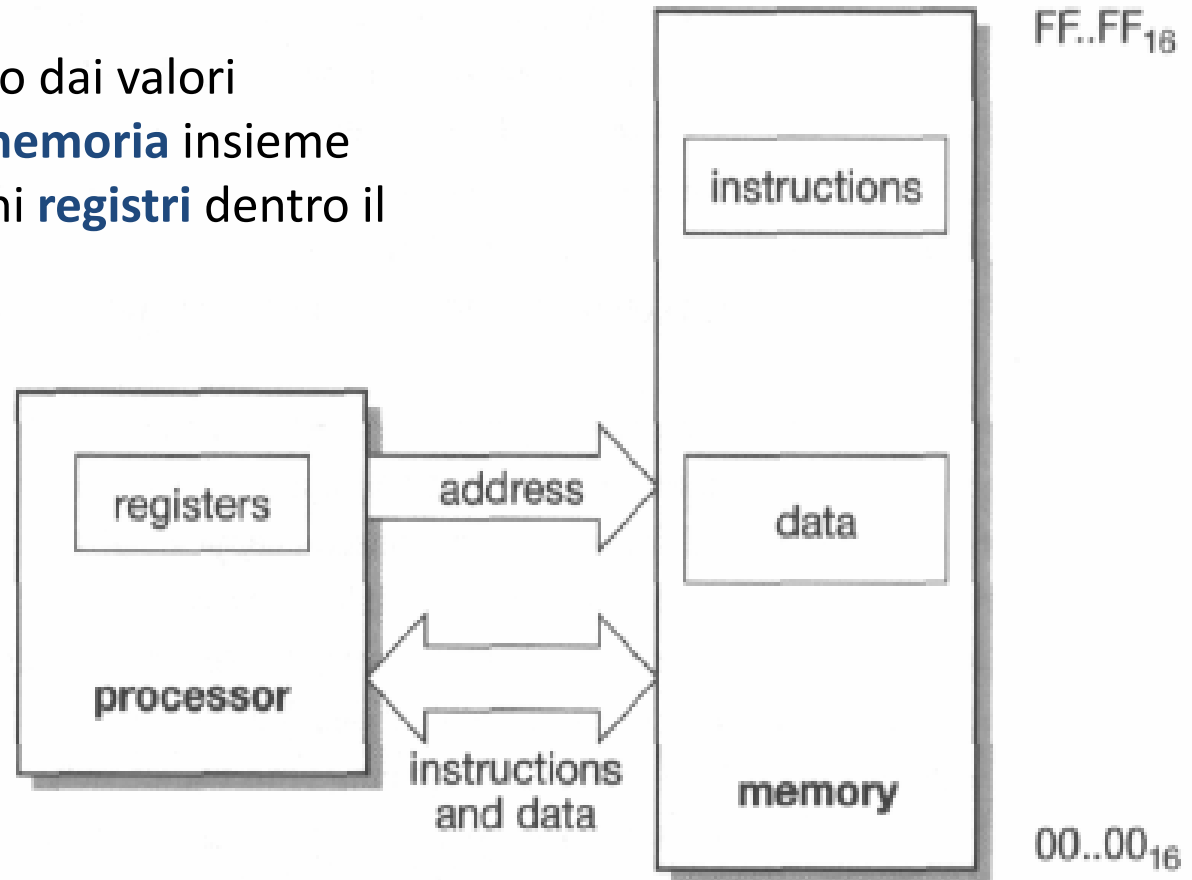 o dai valori
memoria insieme
ni registri dentro il
FF..FF16
instructions
registers
address
data
processor
instructions
and data
memory
00..0016